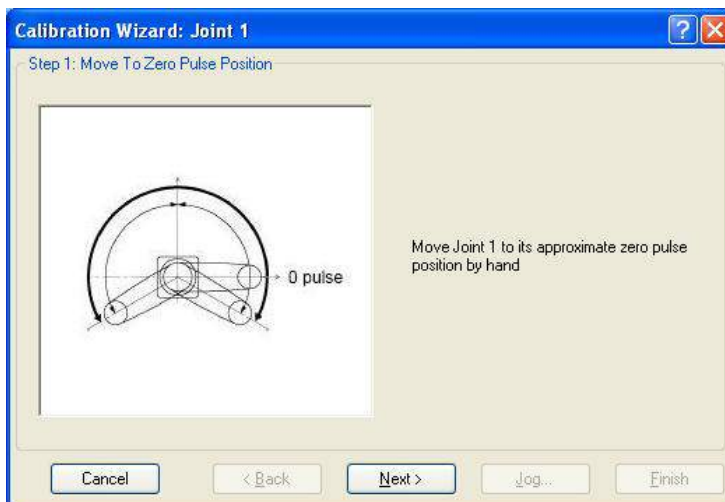 Calibration Wizard: Joint 1
Step 1: Move To Zero Pulse Position
0 pulse
Move Joint 1 to its approximate zero pulse
position by hand
Cancel
< Back
Next >
Jog...
Finish